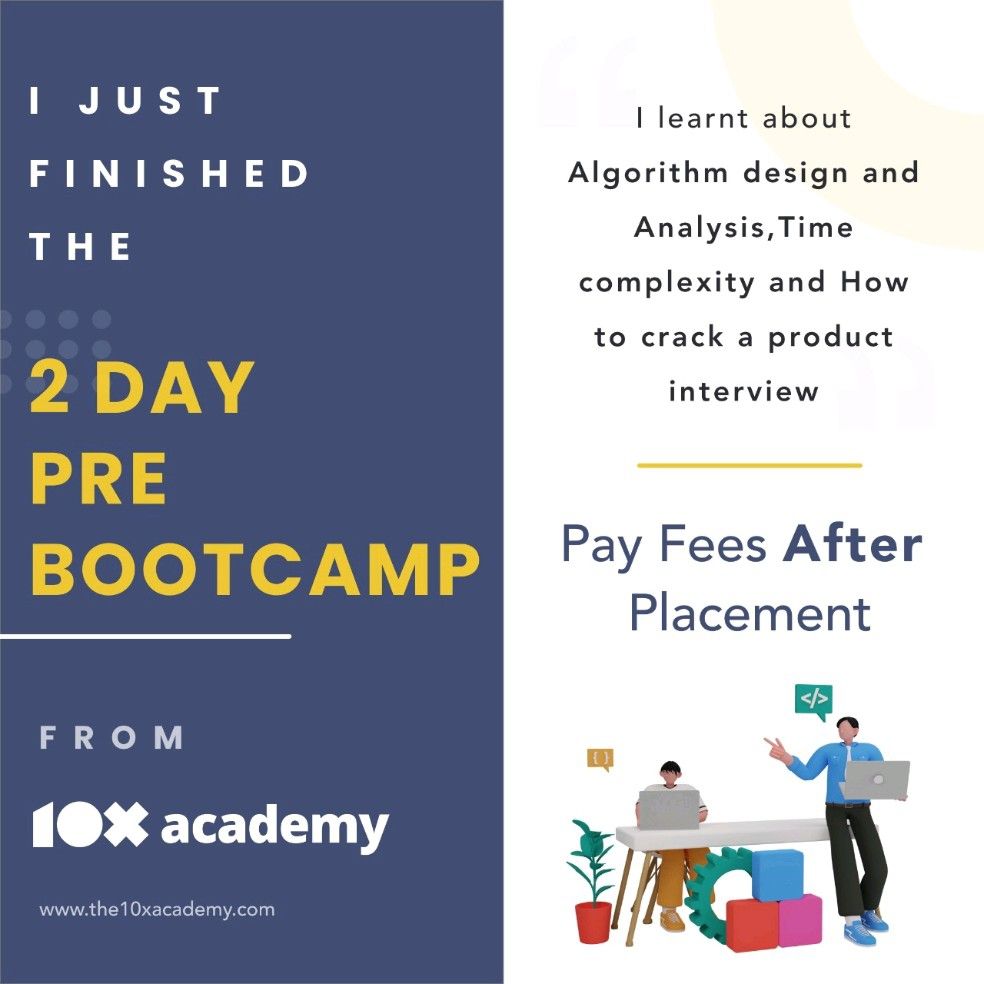 I JUST
FINISHED
THE
2 DAY
PRE
BOOTCAMP
FROM
10x academy
www.the10xacademy.com
I learnt about
Algorithm design and
Analysis,Time
complexity and How
to crack a product
interview
Pay Fees After
Placement